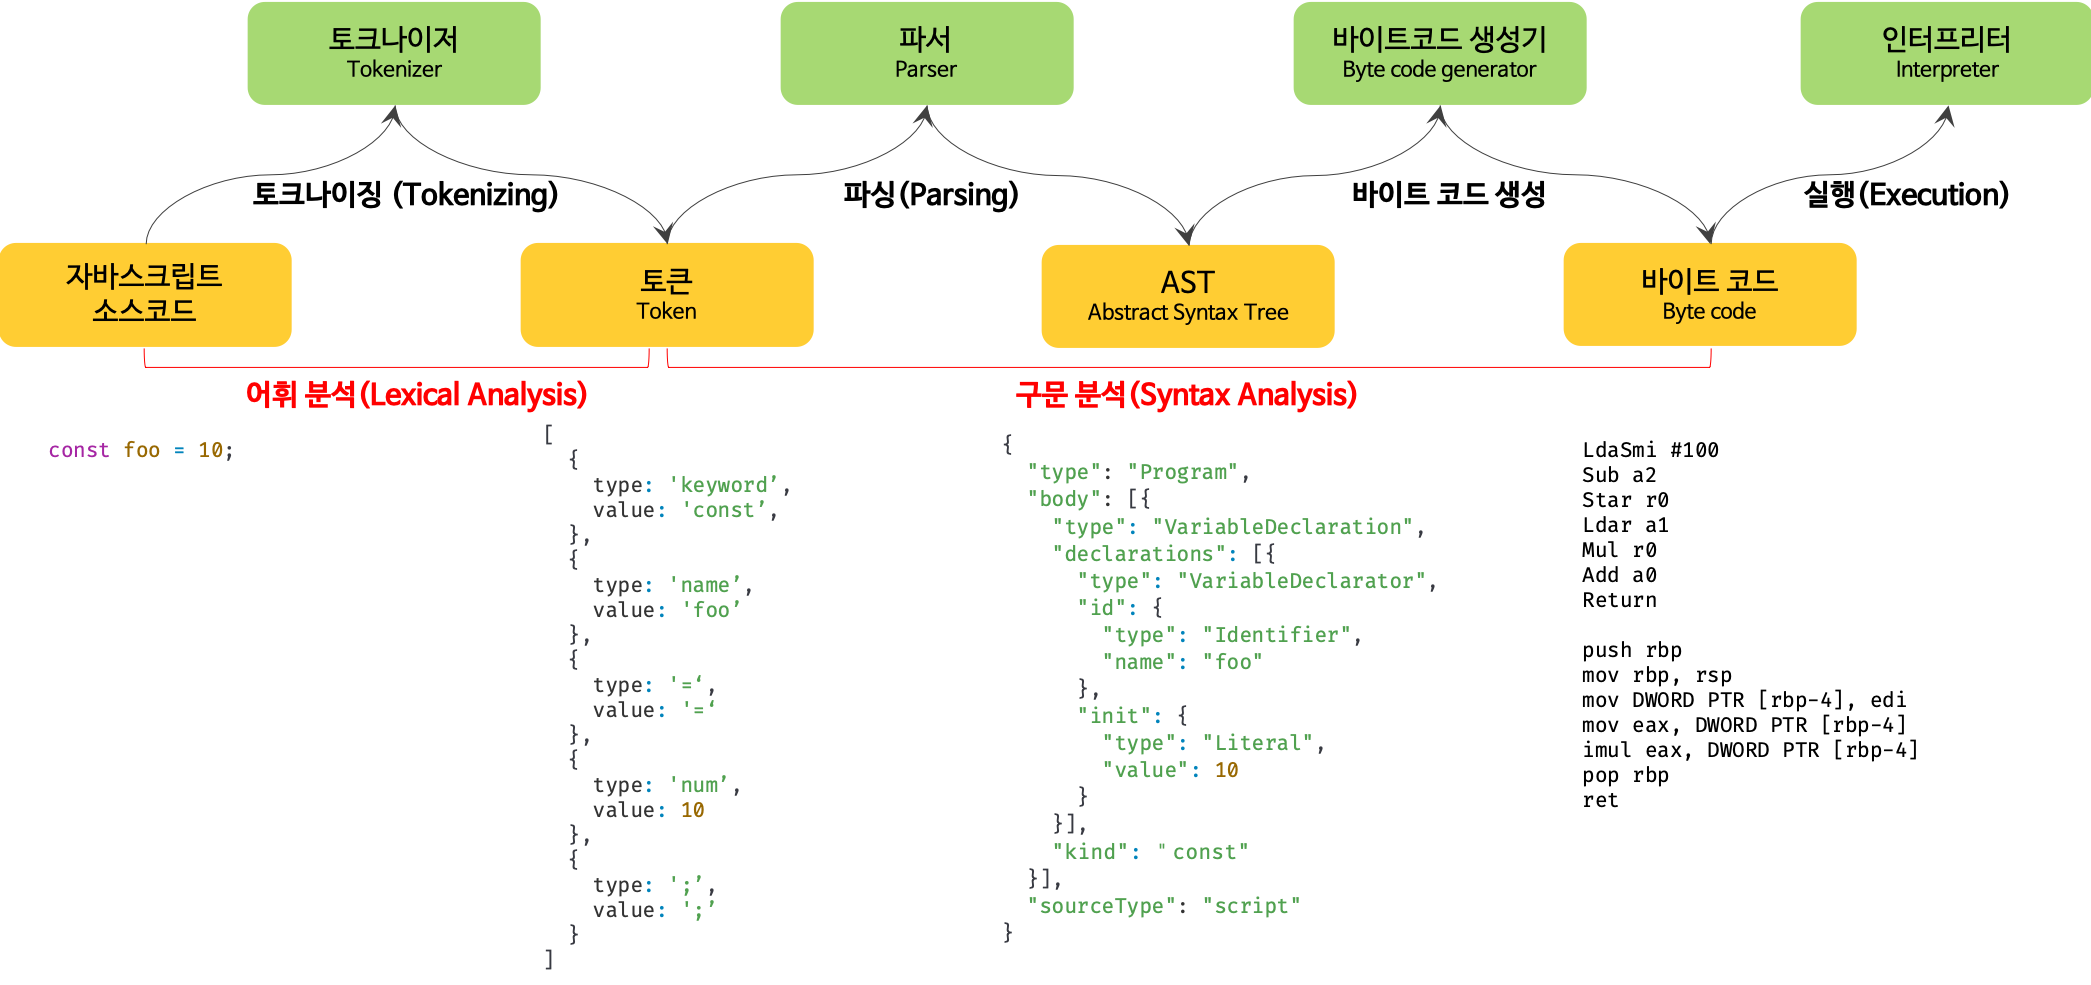 토크나이저
Tokenizer
파서
Parser
바이트코드 생성기
Byte code generator
인터프리터
Interpreter
토크나이징 (Tokenizing)
파싱(Parsing)
바이트 코드 생성
실행(Execution)
자바스크립트
소스코드
토큰
Token
AST
Abstract Syntax Tree
바이트 코드
Byte code
어휘 분석(Lexical Analysis)
구문 분석(Syntax Analysis)
const foo = 10;
[
  {
    type: 'keyword’,
    value: 'const’,
  },
  {
    type: 'name’,
    value: 'foo’
  },
  {
    type: '=‘,
    value: '=‘
  },
  {
    type: 'num’,
    value: 10
  },
  {
    type: ';’,
    value: ';’
  }
]
{
  "type": "Program",
  "body": [{
    "type": "VariableDeclaration",
    "declarations": [{
      "type": "VariableDeclarator",
      "id": {
        "type": "Identifier",
        "name": "foo"
      },
      "init": {
        "type": "Literal",
        "value": 10
      }
    }],
    "kind": "const"
  }],
  "sourceType": "script"
}
LdaSmi #100
Sub a2
Star r0
Ldar a1
Mul r0
Add a0
Return
push rbp
mov rbp, rsp
mov DWORD PTR [rbp-4], edi
mov eax, DWORD PTR [rbp-4]
imul eax, DWORD PTR [rbp-4]
pop rbp
ret